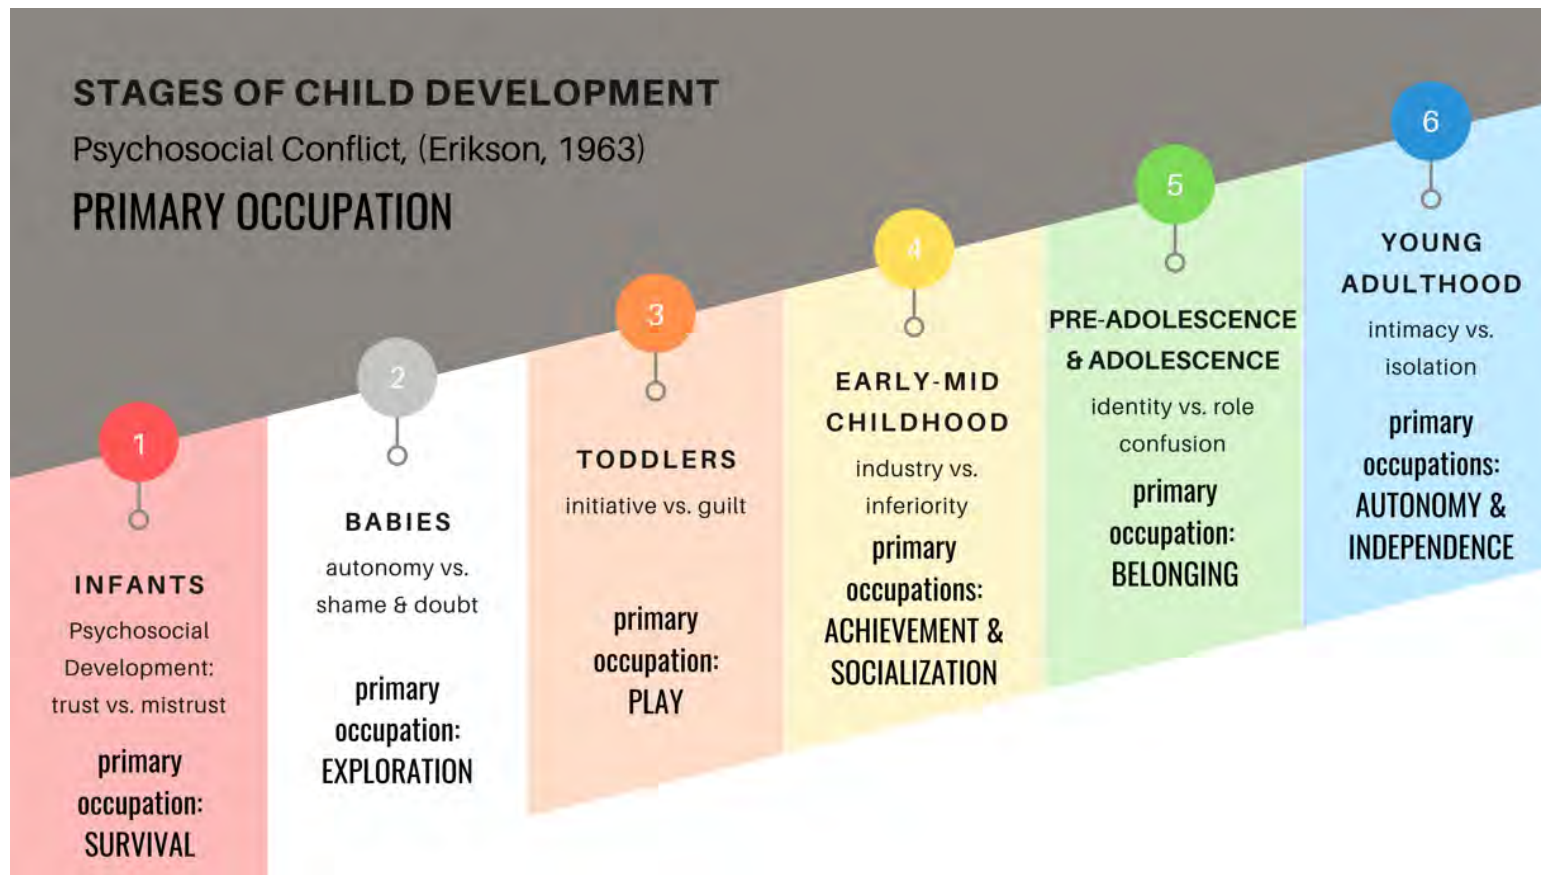 STAGES OF CHILD DEVELOPMENT
Psychosocial Conflict, (Erikson, 1963)
PRIMARY OCCUPATION
1
INFANTS
Psychosocial
Development:
trust vs. mistrust
primary
occupation:
SURVIVAL
2
BABIES
autonomy vs.
shame & doubt
primary
occupation:
EXPLORATION
3
TODDLERS
initiative vs. guilt
primary
occupation:
PLAY
4
EARLY-MID
CHILDHOOD
industry vs.
inferiority
primary
occupations:
ACHIEVEMENT &
SOCIALIZATION
5
PRE-ADOLESCENCE
& ADOLESCENCE
identity vs. role
confusion
primary
occupation:
BELONGING
6
YOUNG
ADULTHOOD
intimacy vs.
isolation
primary
occupations:
AUTONOMY &
INDEPENDENCE